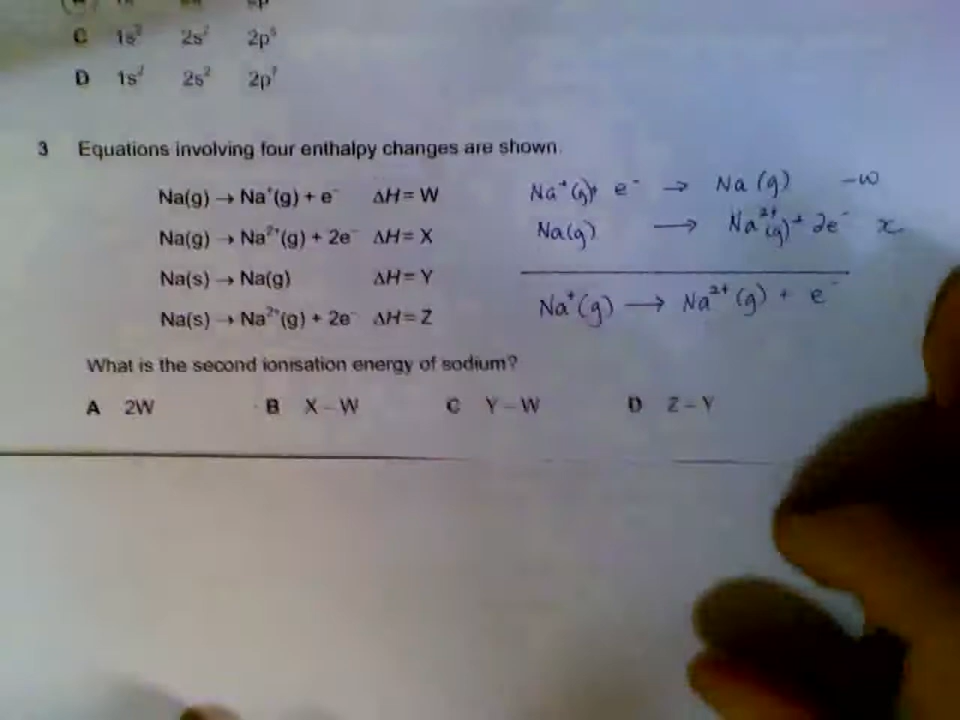 C 1s² 2s² 2p⁵
D 1s² 2s² 2p⁷
3 Equations involving four enthalpy changes are shown.
Na(g) → Na⁺(g) + e⁻ ΔH = W
Na(g) → Na²⁺(g) + 2e⁻ ΔH = X
Na(s) → Na(g) ΔH = Y
Na(s) → Na²⁺(g) + 2e⁻ ΔH = Z
Na⁺(g) + e⁻ → Na (g) -W
Na(g) → Na²⁺(g) + 2e⁻ x
Na⁺(g) → Na²⁺(g) + e⁻
What is the second ionisation energy of sodium?
A 2W B X – W C Y – W D Z – Y